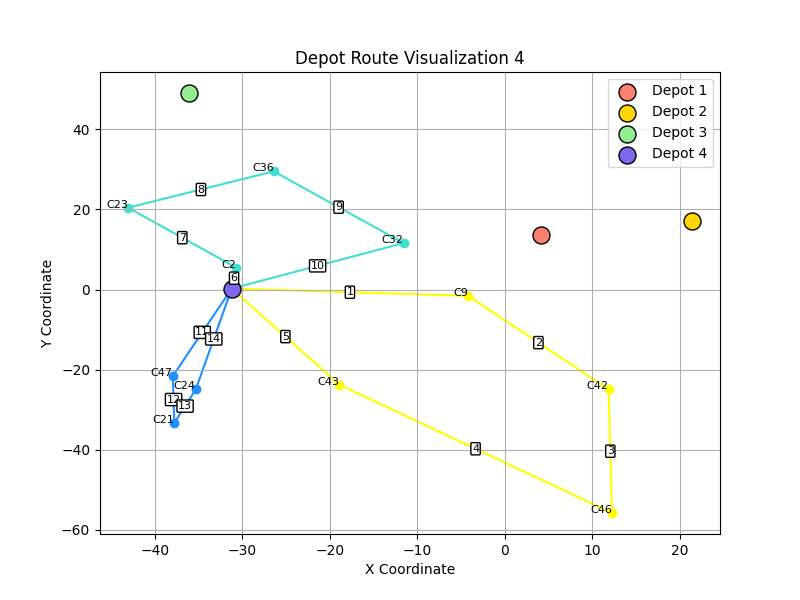 Depot Route Visualization 4
Depot 1
Depot 2
Depot 3
Depot 4
Y Coordinate
40
20
0
−20
−40
−60
C36
8
C23
9
7
C32
C2
10
6
1
C9
11
14
5
2
C47
C24
C43
C42
12
13
C21
4
3
C46
−40
−30
−20
−10
0
10
20
X Coordinate